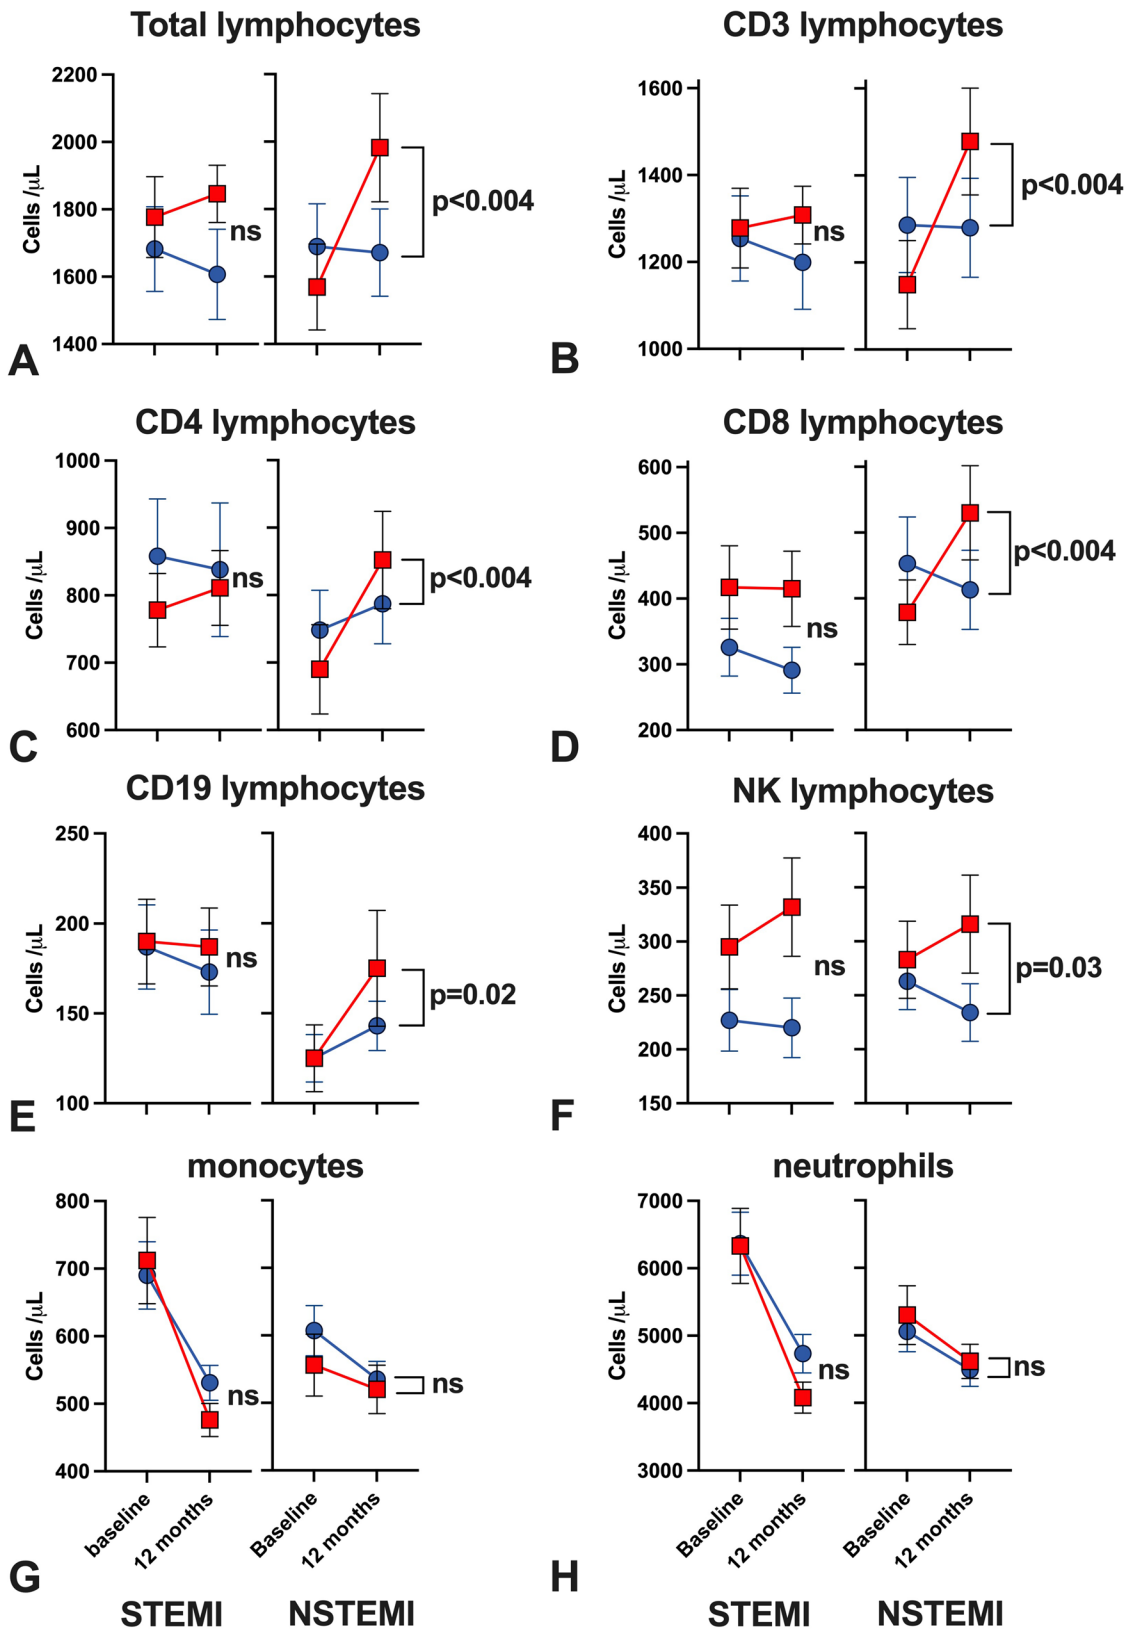 Total lymphocytes
CD3 lymphocytes
2200
2000
1800
1600
1400
Cells /μL
ns
p<0.004
A
1600
1400
1200
1000
Cells /μL
ns
p<0.004
B
CD4 lymphocytes
CD8 lymphocytes
1000
900
800
700
600
Cells /μL
ns
p<0.004
C
600
500
400
300
200
Cells /μL
ns
p<0.004
D
CD19 lymphocytes
NK lymphocytes
250
200
150
100
Cells /μL
ns
p=0.02
E
400
350
300
250
200
150
Cells /μL
ns
p=0.03
F
monocytes
neutrophils
800
700
600
500
400
Cells /μL
ns
ns
baseline
12 months
Baseline
12 months
G
STEMI
NSTEMI
7000
6000
5000
4000
3000
Cells /μL
ns
ns
Baseline
12 months
Baseline
12 months
H
STEMI
NSTEMI